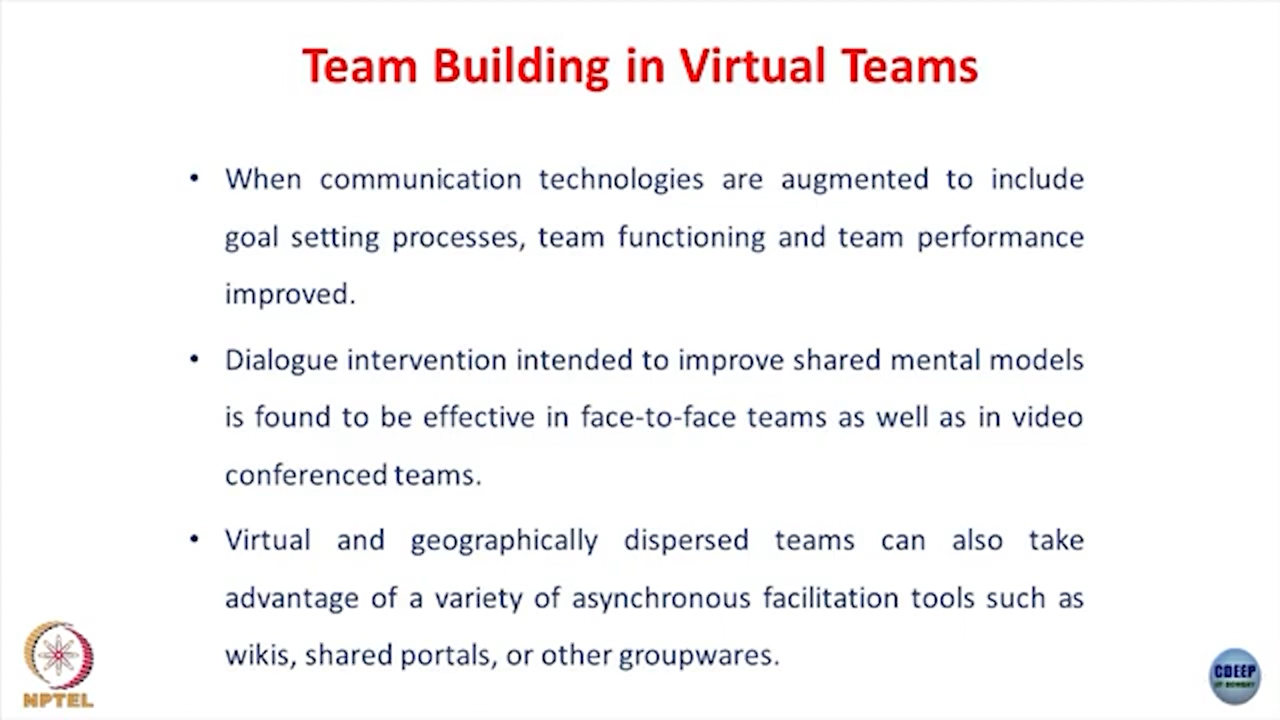 Team Building in Virtual Teams
• When communication technologies are augmented to include
goal setting processes, team functioning and team performance
improved.
• Dialogue intervention intended to improve shared mental models
is found to be effective in face-to-face teams as well as in video
conferenced teams.
• Virtual and geographically dispersed teams can also take
advantage of a variety of asynchronous facilitation tools such as
wikis, shared portals, or other groupwares.
NPTEL
CDEEP
IIT BOMBAY